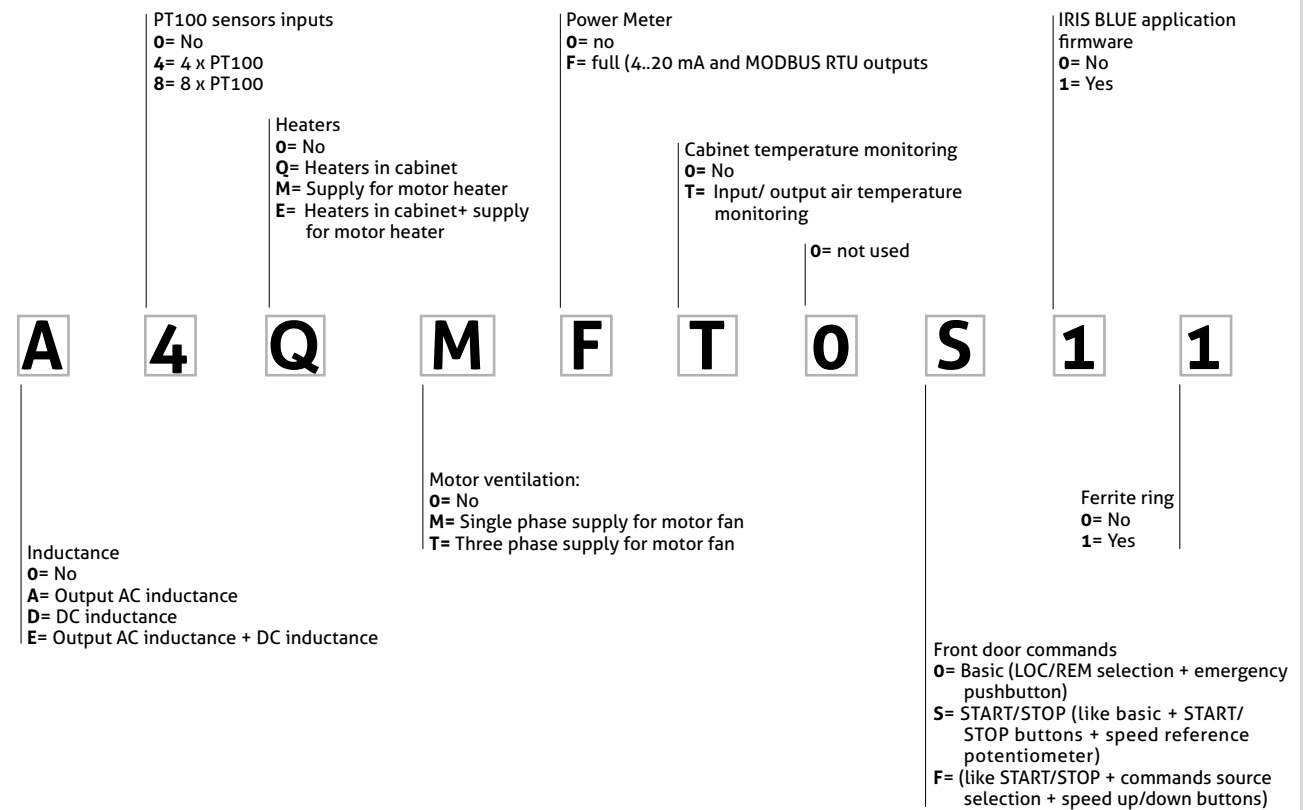 PT100 sensors inputs
0= No
4= 4 x PT100
8= 8 x PT100
Heaters
0= No
Q= Heaters in cabinet
M= Supply for motor heater
E= Heaters in cabinet+ supply
for motor heater
Power Meter
0= no
F= full (4..20 mA and MODBUS RTU outputs
Cabinet temperature monitoring
0= No
T= Input/ output air temperature
monitoring
0= not used
IRIS BLUE application
firmware
0= No
1= Yes
A 4 Q M F T 0 S 1 1
Inductance
0= No
A= Output AC inductance
D= DC inductance
E= Output AC inductance + DC inductance
Motor ventilation:
0= No
M= Single phase supply for motor fan
T= Three phase supply for motor fan
Front door commands
0= Basic (LOC/REM selection + emergency
pushbutton)
S= START/STOP (like basic + START/
STOP buttons + speed reference
potentiometer)
F= (like START/STOP + commands source
selection + speed up/down buttons)
Ferrite ring
0= No
1= Yes